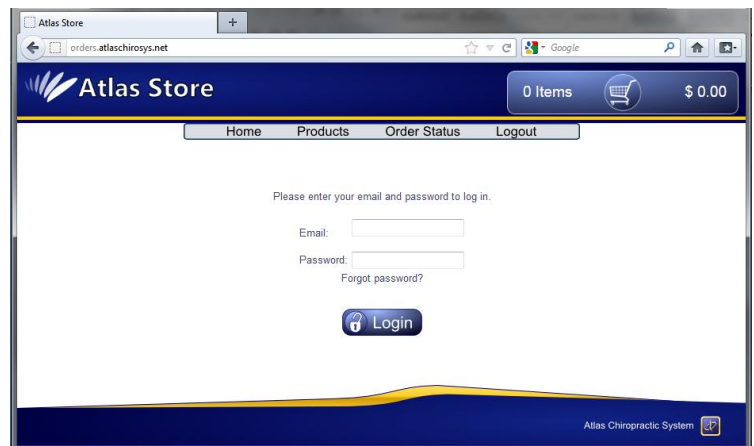 Atlas Store
orders.atlaschirosys.net
Google
Atlas Store
0 Items
$ 0.00
Home Products Order Status Logout
Please enter your email and password to log in.
Email:
Password:
Forgot password?
Login
Atlas Chiropractic System